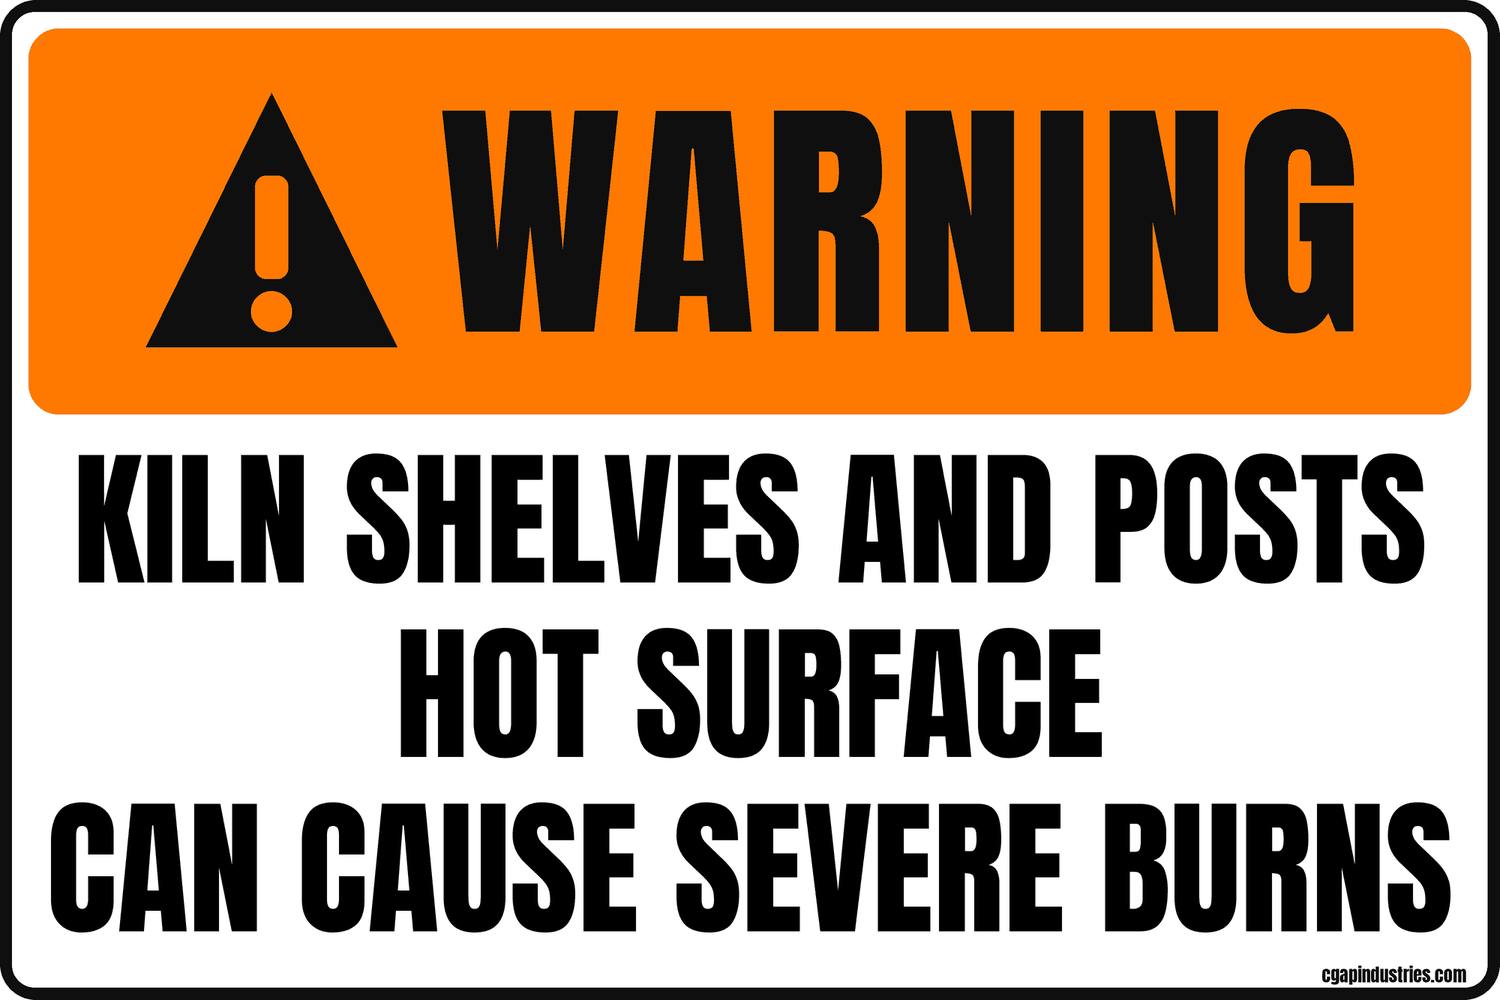 WARNING
KILN SHELVES AND POSTS
HOT SURFACE
CAN CAUSE SEVERE BURNS
cgapindustries.com